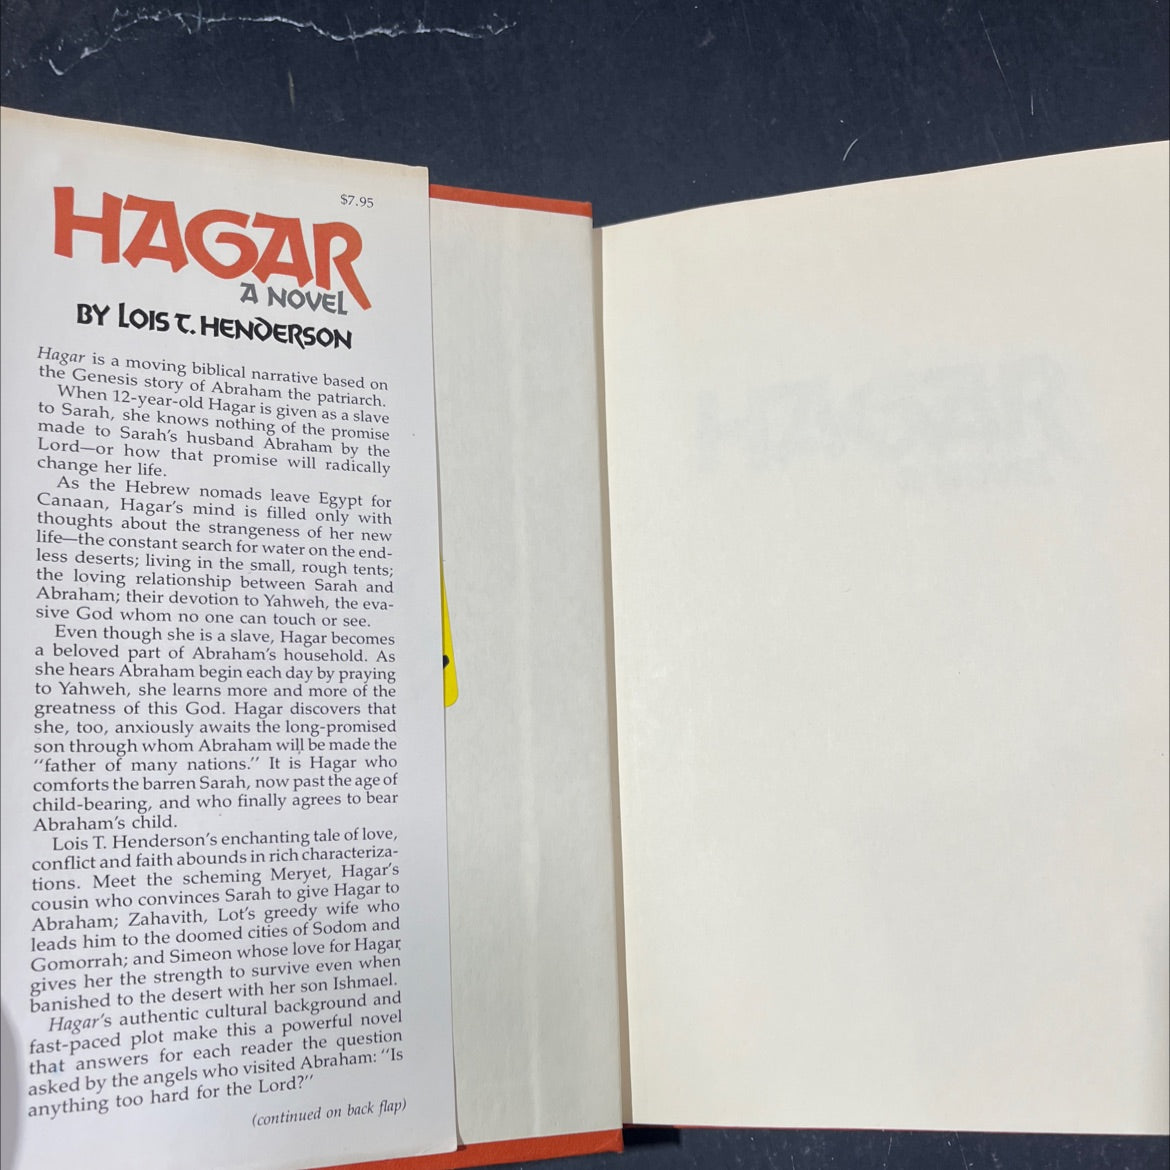 $7.95
HAGAR
A NOVEL
BY LOIS T. HENDERSON
Hagar is a moving biblical narrative based on
the Genesis story of Abraham the patriarch.
When 12-year-old Hagar is given as a slave
to Sarah, she knows nothing of the promise
made to Sarah's husband Abraham by the
Lord—or how that promise will radically
change her life.
As the Hebrew nomads leave Egypt for
Canaan, Hagar's mind is filled only with
thoughts about the strangeness of her new
life—the constant search for water on the end-
less deserts; living in the small, rough tents;
the loving relationship between Sarah and
Abraham; their devotion to Yahweh, the eva-
sive God whom no one can touch or see.
Even though she is a slave, Hagar becomes
a beloved part of Abraham's household. As
she hears Abraham begin each day by praying
to Yahweh, she learns more and more of the
greatness of this God. Hagar discovers that
she, too, anxiously awaits the long-promised
son through whom Abraham will be made the
"father of many nations." It is Hagar who
comforts the barren Sarah, now past the age of
child-bearing, and who finally agrees to bear
Abraham's child.
Lois T. Henderson's enchanting tale of love,
conflict and faith abounds in rich characteriza-
tions. Meet the scheming Meryet, Hagar's
cousin who convinces Sarah to give Hagar to
Abraham; Zahavith, Lot's greedy wife who
leads him to the doomed cities of Sodom and
Gomorrah; and Simeon whose love for Hagar
gives her the strength to survive even when
banished to the desert with her son Ishmael.
Hagar's authentic cultural background and
fast-paced plot make this a powerful novel
that answers for each reader the question
asked by the angels who visited Abraham: "Is
anything too hard for the Lord?"
(continued on back flap)